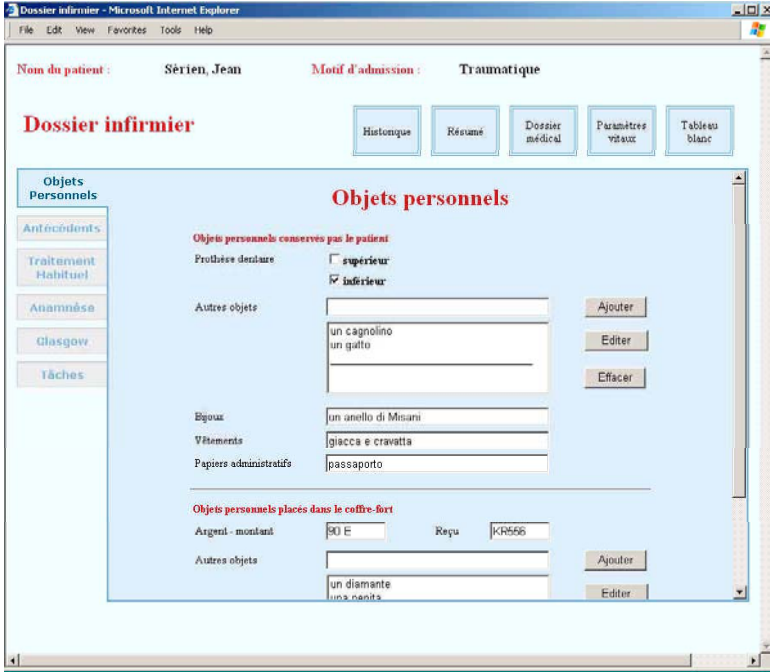 Dossier infirmier - Microsoft Internet Explorer
File Edit View Favorites Tools Help
Nom du patient : Sérien, Jean Motif d'admission : Traumatique
Dossier infirmier
Historique
Résumé
Dossier médical
Paramètres vitaux
Tableau blanc
Objets Personnels
Antécédents
Traitement Habituel
Anamnèse
Glasgow
Tâches
Objets personnels
Objets personnels conservés pas le patient
Prothèse dentaire supérieur
inférieur
Autres objets Ajouter
un cagnolino
un gatto
Editer
Effacer
Bijoux un anello di Misani
Vêtements giacca e cravatta
Papiers administratifs passaporto
Objets personnels placés dans le coffre-fort
Argent - montant 90 E Reçu KR556
Autres objets Ajouter
un diamante
una pepita
Editer